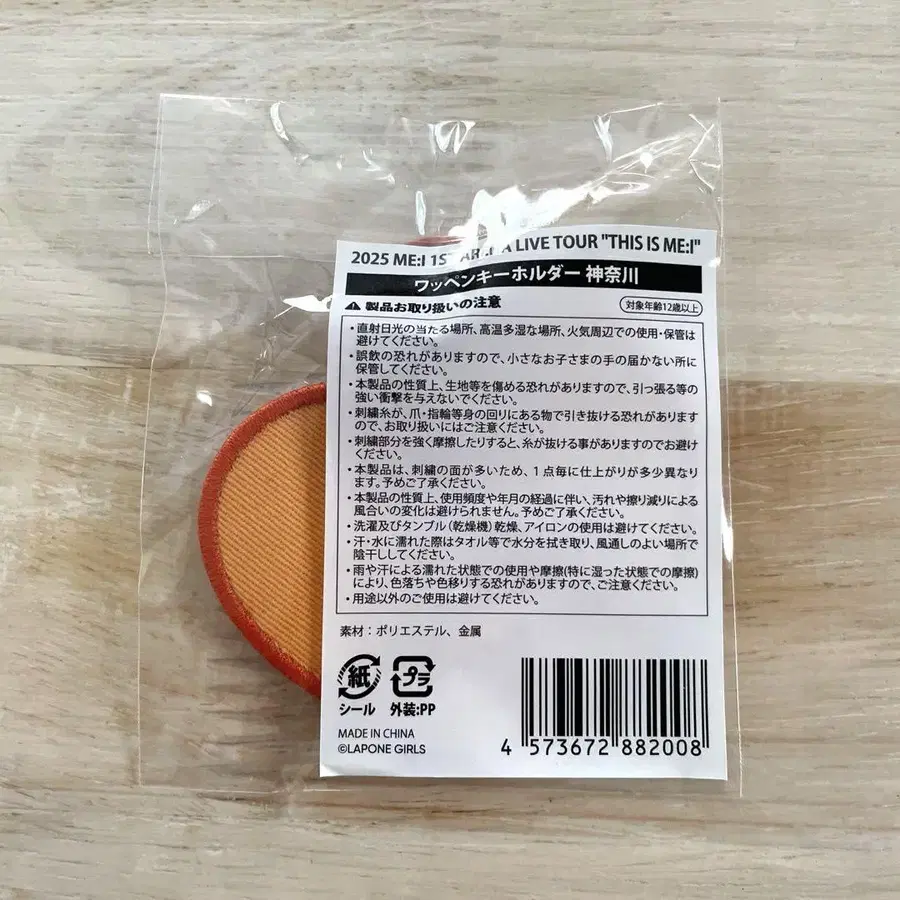 2025 ME:I 1ST ARENA LIVE TOUR "THIS IS ME:I"
ワッペンキーホルダー 神奈川
製品お取り扱いの注意
対象年齢12歳以上
・直射日光の当たる場所、高温多湿な場所、火気周辺での使用・保管は
避けてください。
・誤飲の恐れがありますので、小さなお子さまの手の届かない所に
保管してください。
・本製品の性質上、生地等を傷める恐れがありますので、引っ張る等の
強い衝撃を与えないでください。
・刺繍糸が、爪・指輪等身の回りにある物で引き抜ける恐れがあります
ので、お取り扱いにはご注意ください。
・刺繍部分を強く摩擦したりすると、糸が抜ける事がありますのでお避け
ください。
・本製品は、刺繍の面が多いため、1点毎に仕上がりが多少異なり
ます。予めご了承ください。
・本製品の性質上、使用頻度や年月の経過に伴い、汚れや擦り減りによる
風合いの変化は避けられません。予めご了承ください。
・洗濯及びタンブル(乾燥機)乾燥、アイロンの使用は避けてください。
・汗・水に濡れた際はタオル等で水分を拭き取り、風通しのよい場所で
陰干ししてください。
・雨や汗による濡れた状態での使用や摩擦(特に湿った状態での摩擦)
により、色落ちや色移りする恐れがありますので、ご注意ください。
・用途以外のご使用は避けてください。
素材：ポリエステル、金属
紙 プラ
シール 外装:PP
MADE IN CHINA
©LAPONE GIRLS
4 573672 882008